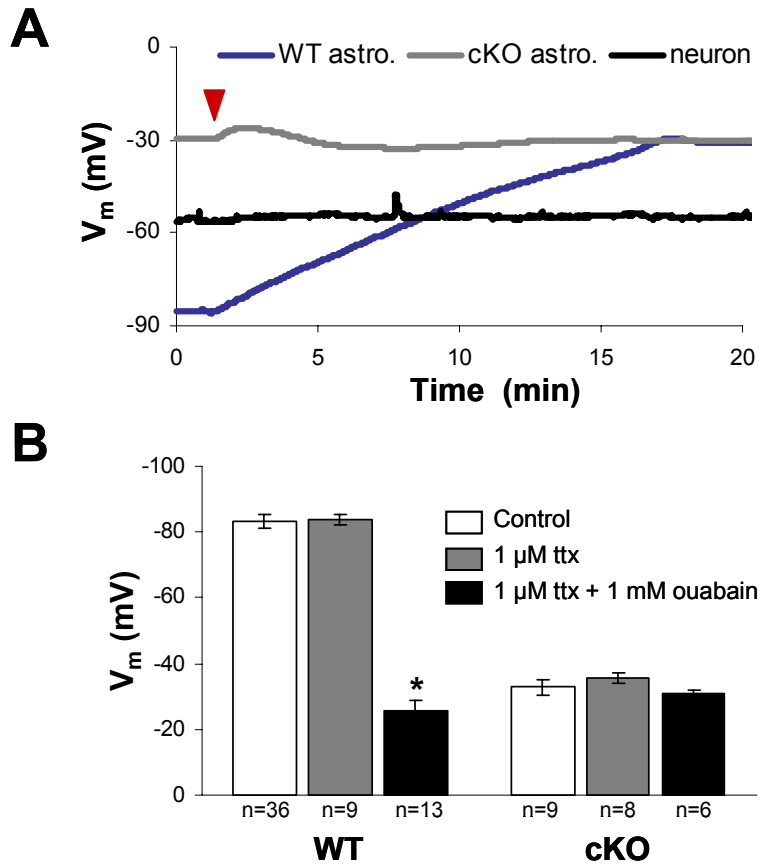 A
WT astro. cKO astro. neuron
0
-30
-60
-90
Vm (mV)
0 5 10 15 20
Time (min)
B
-100
-80
-60
-40
-20
0
Vm (mV)
Control
1 µM ttx
1 µM ttx + 1 mM ouabain
*
n=36 n=9 n=13 n=9 n=8 n=6
WT cKO